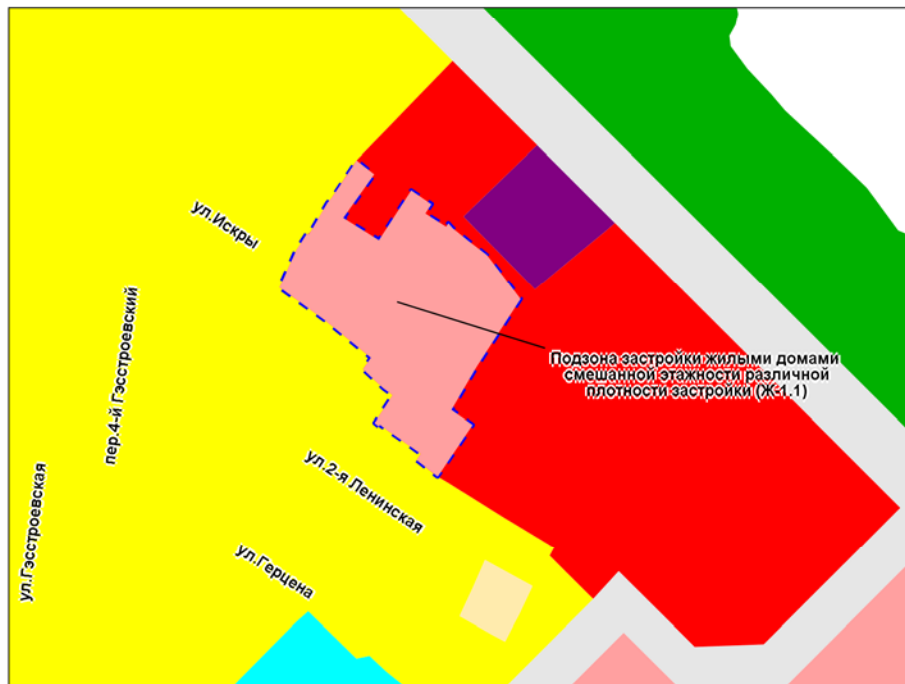 ул.Искры
пер.4-й Гэсстроевский
Подзона застройки жилыми домами
смешанной этажности различной
плотности застройки (Ж-1.1)
ул.2-я Ленинская
ул.Гэсстроевская
ул.Герцена